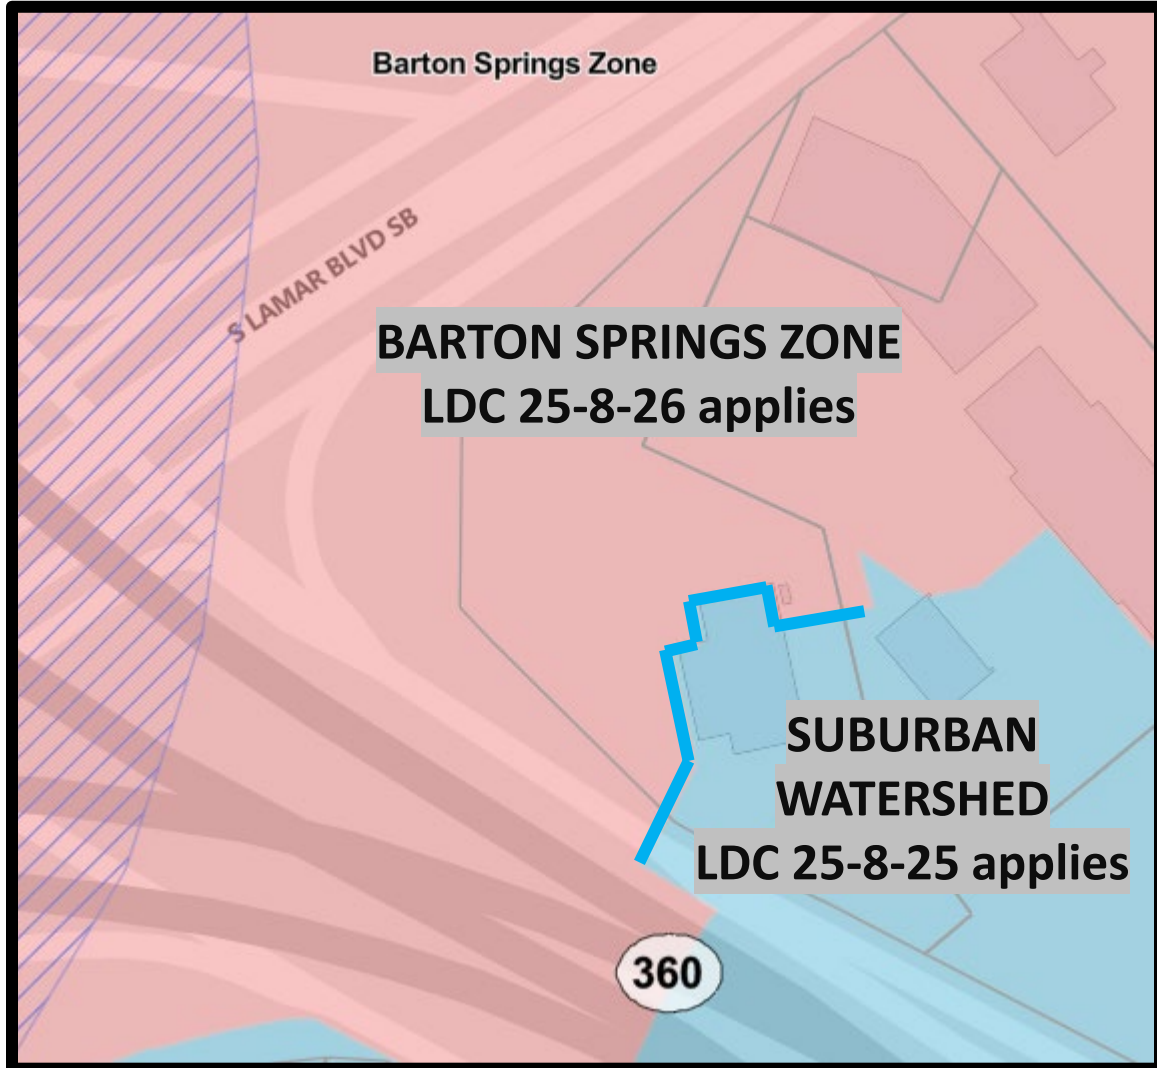 Barton Springs Zone
S LAMAR BLVD SB
BARTON SPRINGS ZONE
LDC 25-8-26 applies
SUBURBAN
WATERSHED
LDC 25-8-25 applies
360